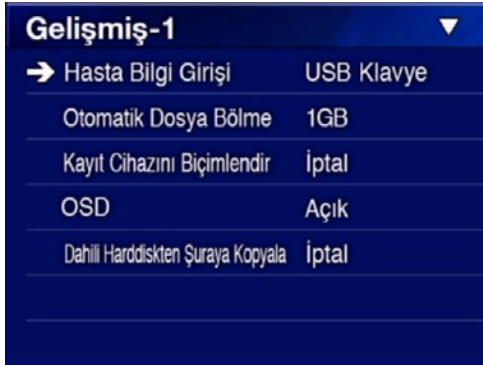 Gelişmiş-1
Hasta Bilgi Girişi USB Klavye
Otomatik Dosya Bölme 1GB
Kayıt Cihazını Biçimlendir İptal
OSD Açık
Dahili Harddiskten Şuraya Kopyala İptal